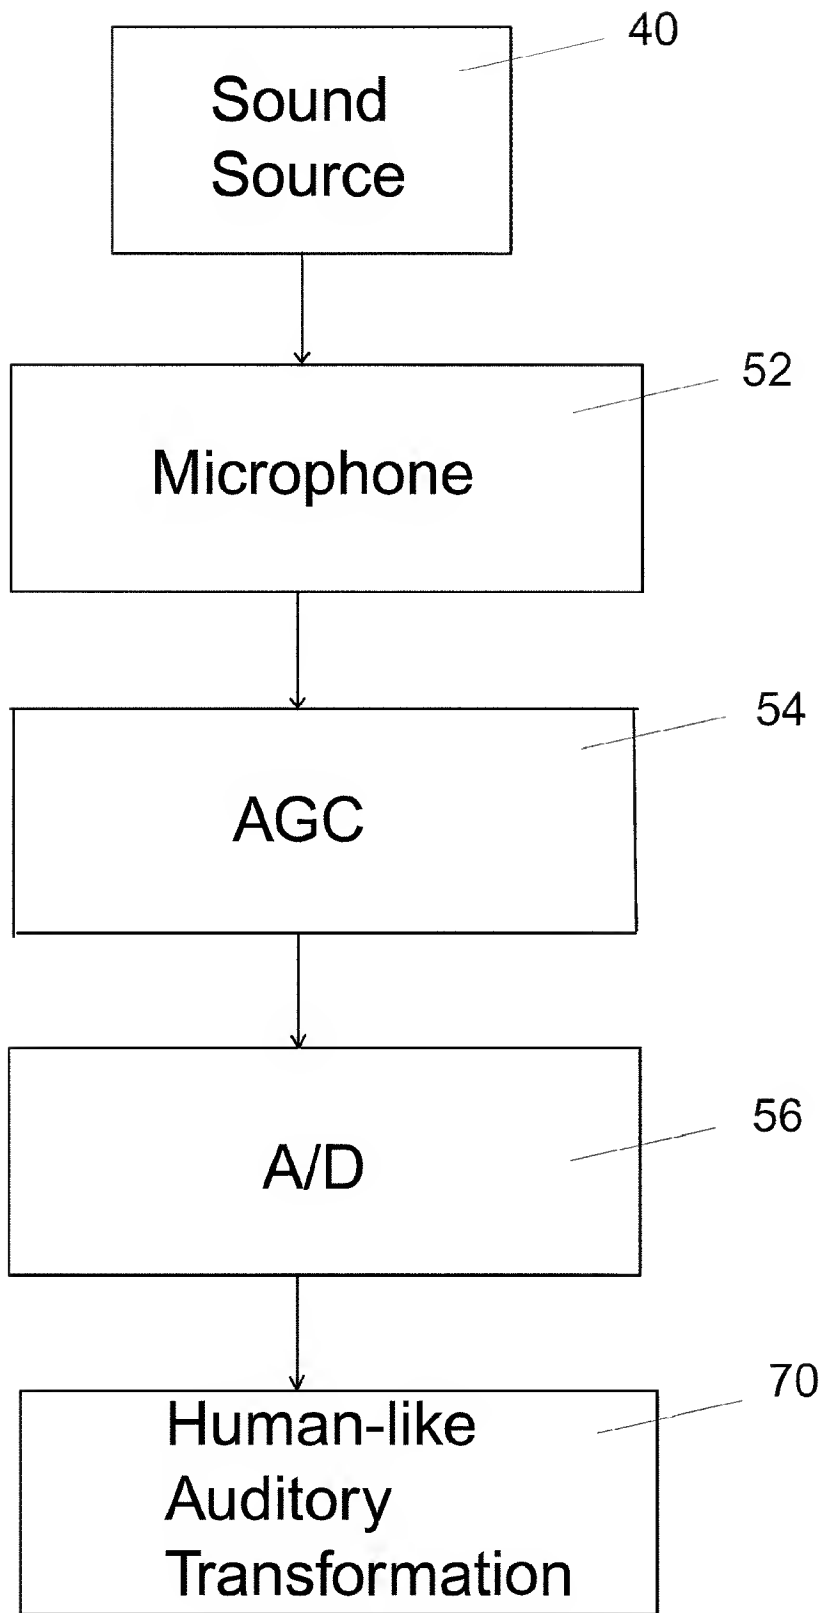 40
Sound
Source
52
Microphone
54
AGC
56
A/D
70
Human-like
Auditory
Transformation